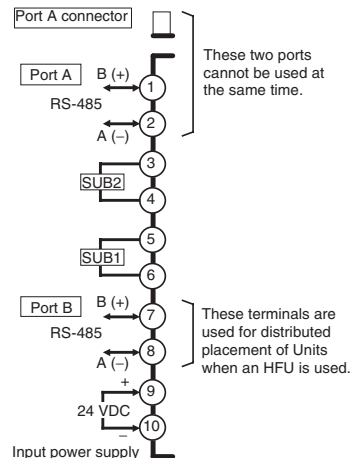 Port A connector
These two ports
cannot be used at
the same time.
Port A
B (+)
1
RS-485
2
A (−)
3
SUB2
4
5
SUB1
6
Port B
B (+)
7
RS-485
8
A (−)
These terminals are
used for distributed
placement of Units
when an HFU is used.
+
9
24 VDC
−
10
Input power supply